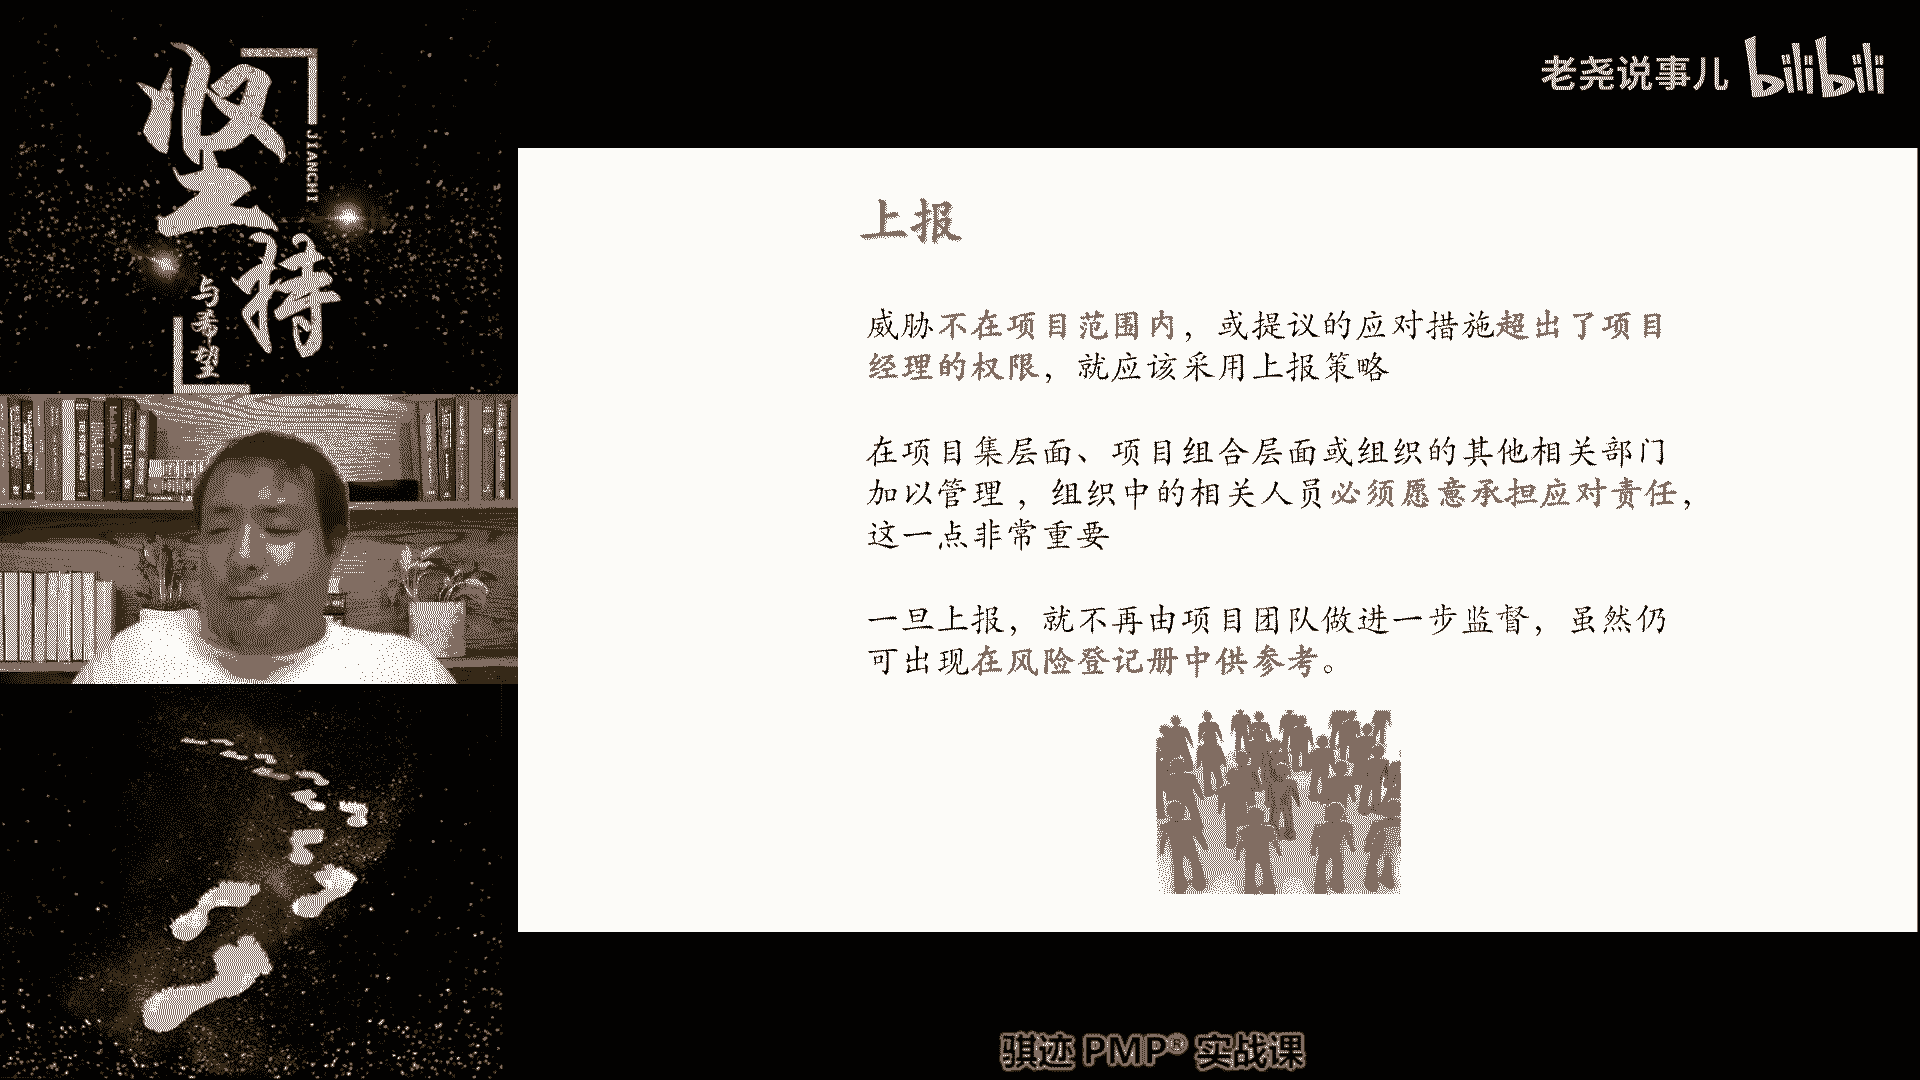 坚持
JIANCHI
与希望
老尧说事儿 bilibili
上报
威胁不在项目范围内，或提议的应对措施超出了项目
经理的权限，就应该采用上报策略
在项目集层面、项目组合层面或组织的其他相关部门
加以管理，组织中的相关人员必须愿意承担应对责任，
这一点非常重要
一旦上报，就不再由项目团队做进一步监督，虽然仍
可出现在风险登记册中供参考。
骐迹 PMP® 实战课